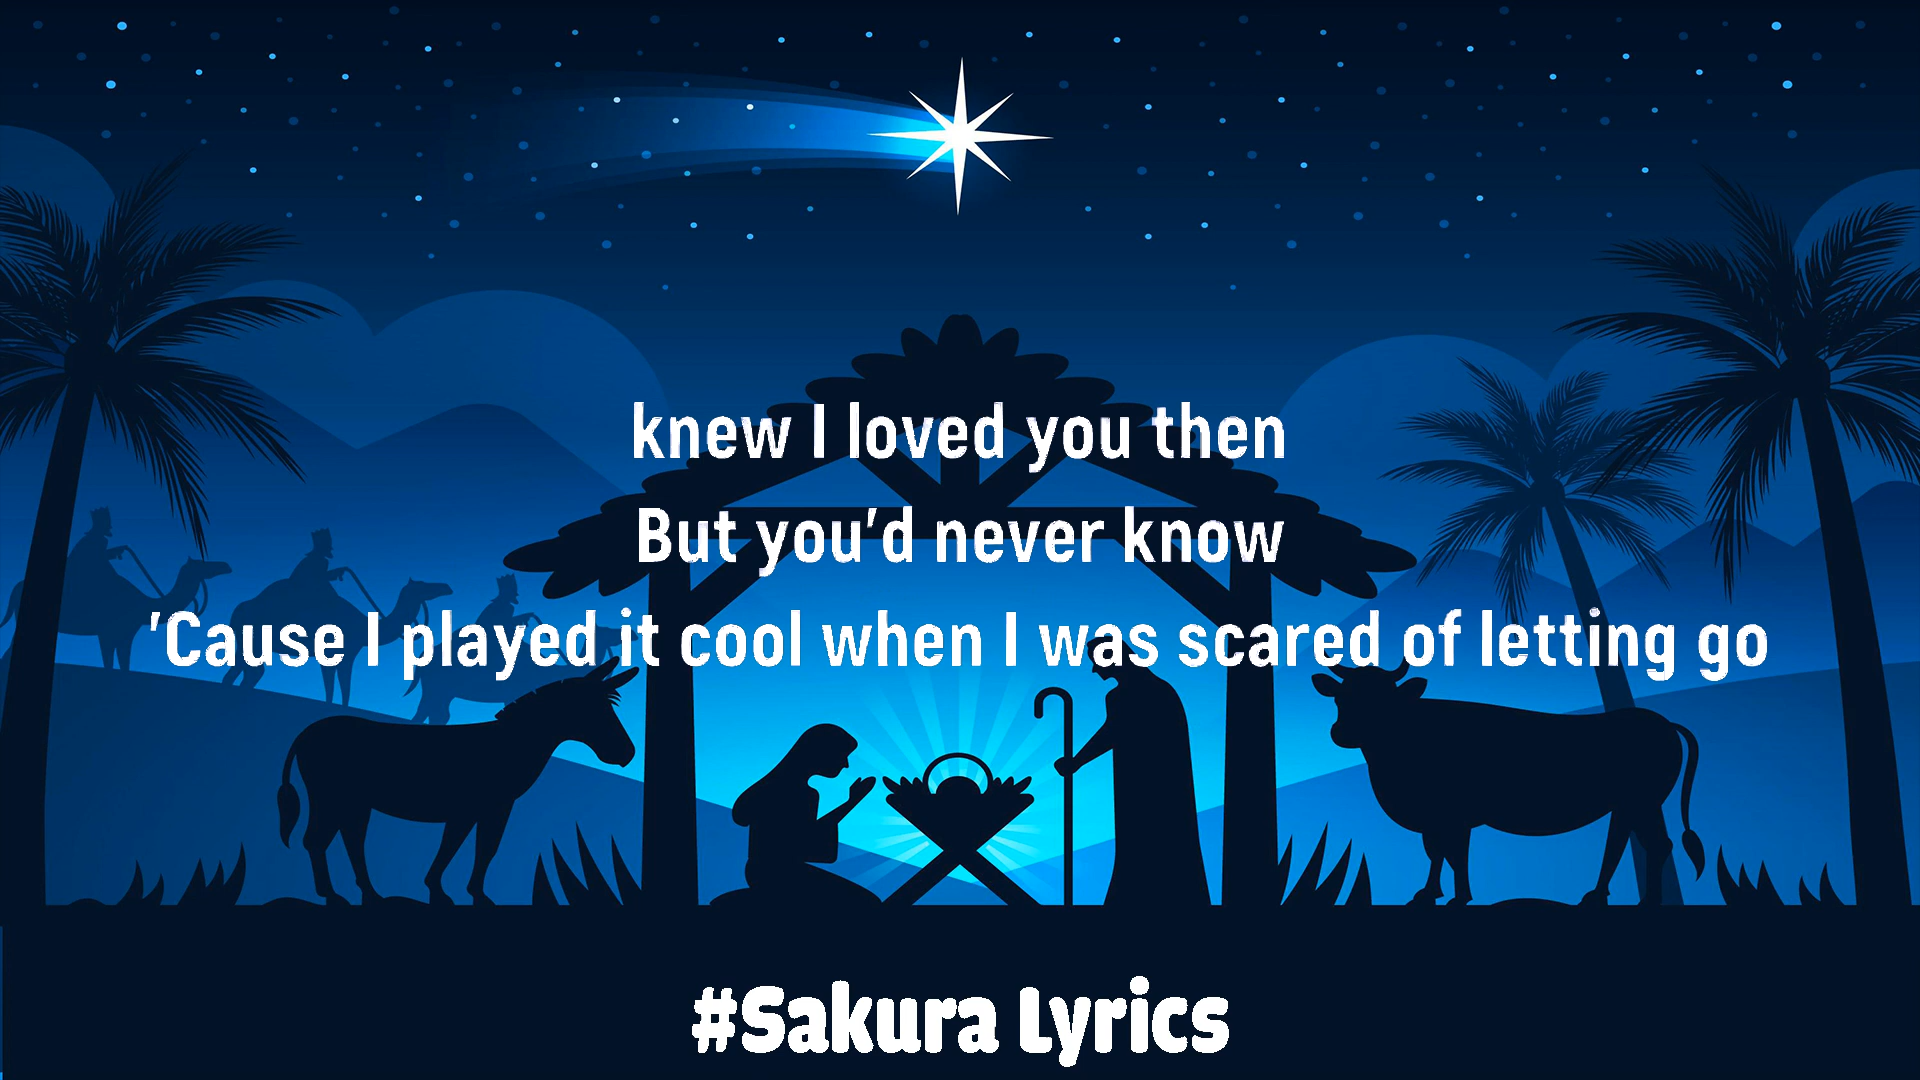 knew I loved you then
But you'd never know
'Cause I played it cool when I was scared of letting go
#Sakura Lyrics